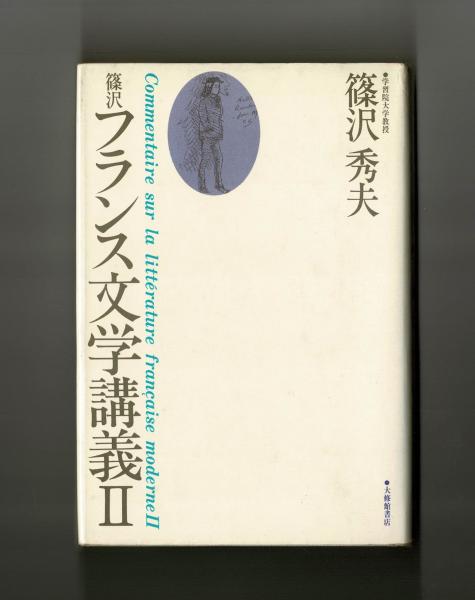 ●学習院大学教授
篠沢秀夫
篠沢
フランス文学講義II
Commentaire sur la littérature française moderne II
●大修館書店